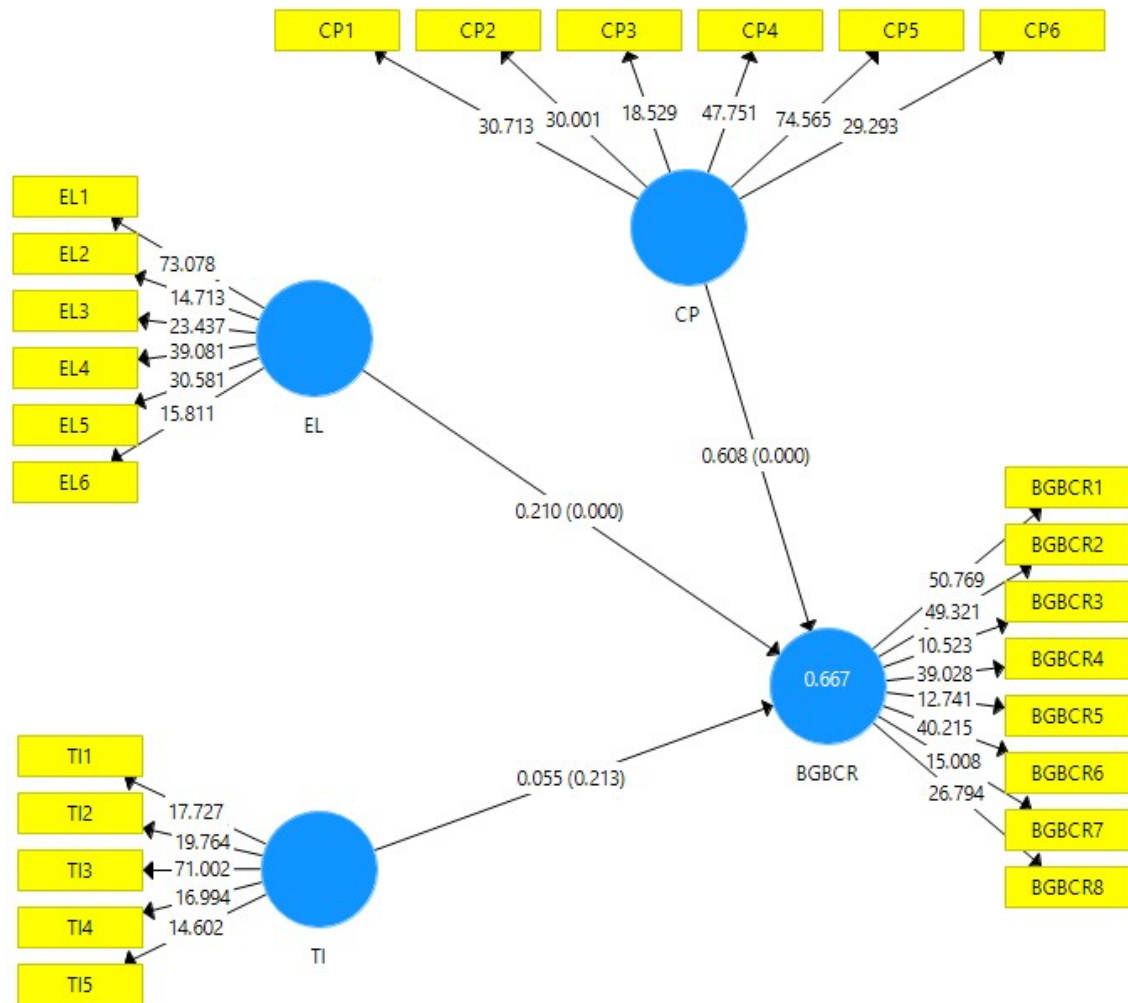 CP1 CP2 CP3 CP4 CP5 CP6
30.713 30.001 18.529 47.751 74.565 29.293
CP
EL1
EL2
EL3
EL4
EL5
EL6
73.078
14.713
23.437
39.081
30.581
15.811
EL
0.608 (0.000)
0.210 (0.000)
0.055 (0.213)
0.667
BGBCR
50.769
49.321
10.523
39.028
12.741
40.215
15.008
26.794
BGBCR1
BGBCR2
BGBCR3
BGBCR4
BGBCR5
BGBCR6
BGBCR7
BGBCR8
TI1
TI2
TI3
TI4
TI5
17.727
19.764
71.002
16.994
14.602
TI